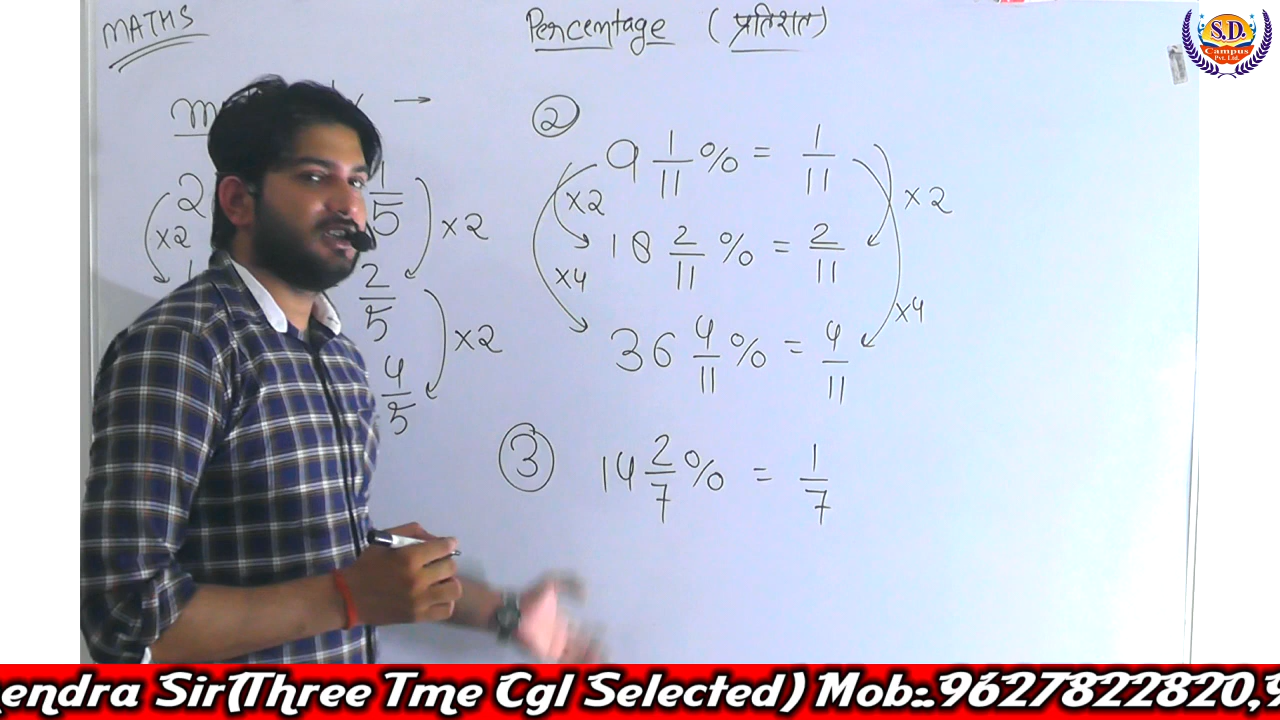 MATHS
Percentage (प्रतिशत)
S.D.
Campus
Pvt. Ltd.
②
9 1/11 % = 1/11
×2
×2
18 2/11 % = 2/11
×4
×4
36 4/11 % = 4/11
③
14 2/7 % = 1/7
2
1/5
×2
×2
2/5
×2
4/5
endra Sir(Three Tme Cgl Selected) Mob:.9627822820,9